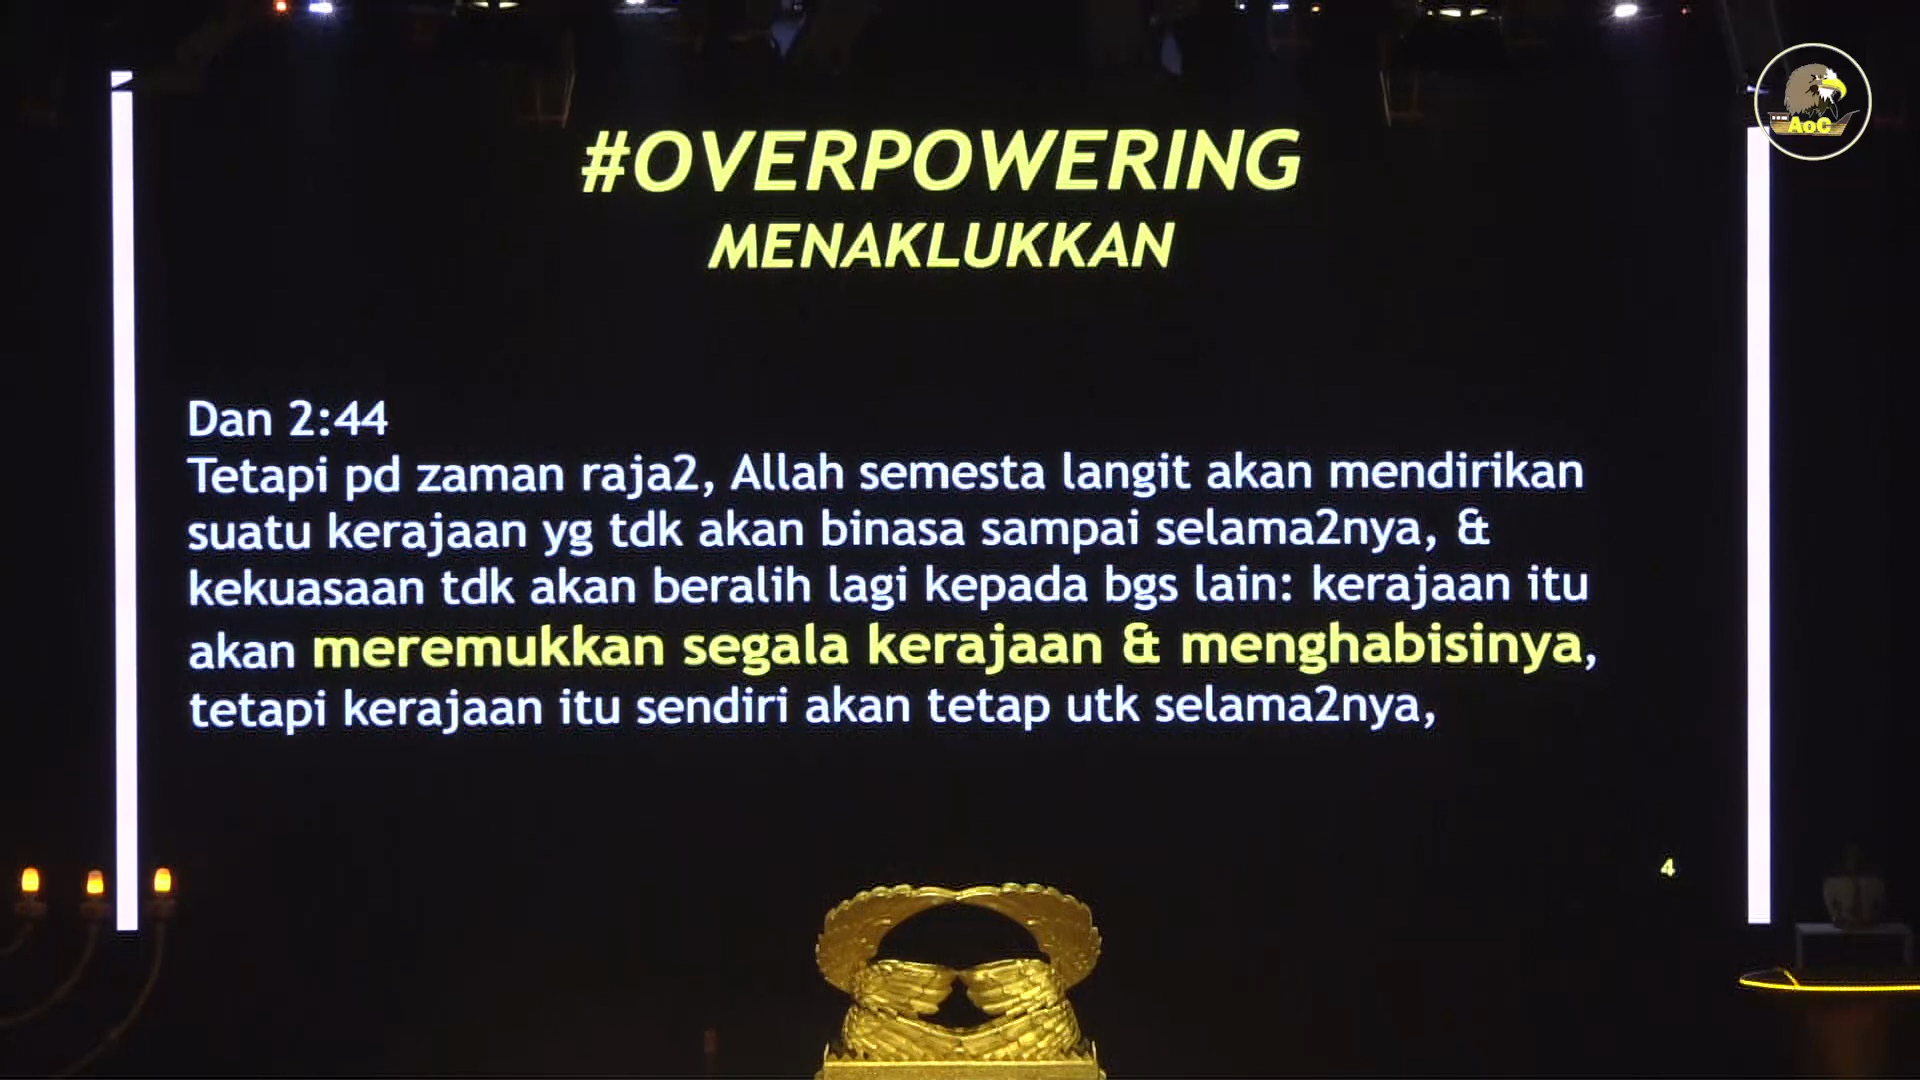 AoC
#OVERPOWERING
MENAKLUKKAN
Dan 2:44
Tetapi pd zaman raja2, Allah semesta langit akan mendirikan
suatu kerajaan yg tdk akan binasa sampai selama2nya, &
kekuasaan tdk akan beralih lagi kepada bgs lain: kerajaan itu
akan meremukkan segala kerajaan & menghabisinya,
tetapi kerajaan itu sendiri akan tetap utk selama2nya,
4